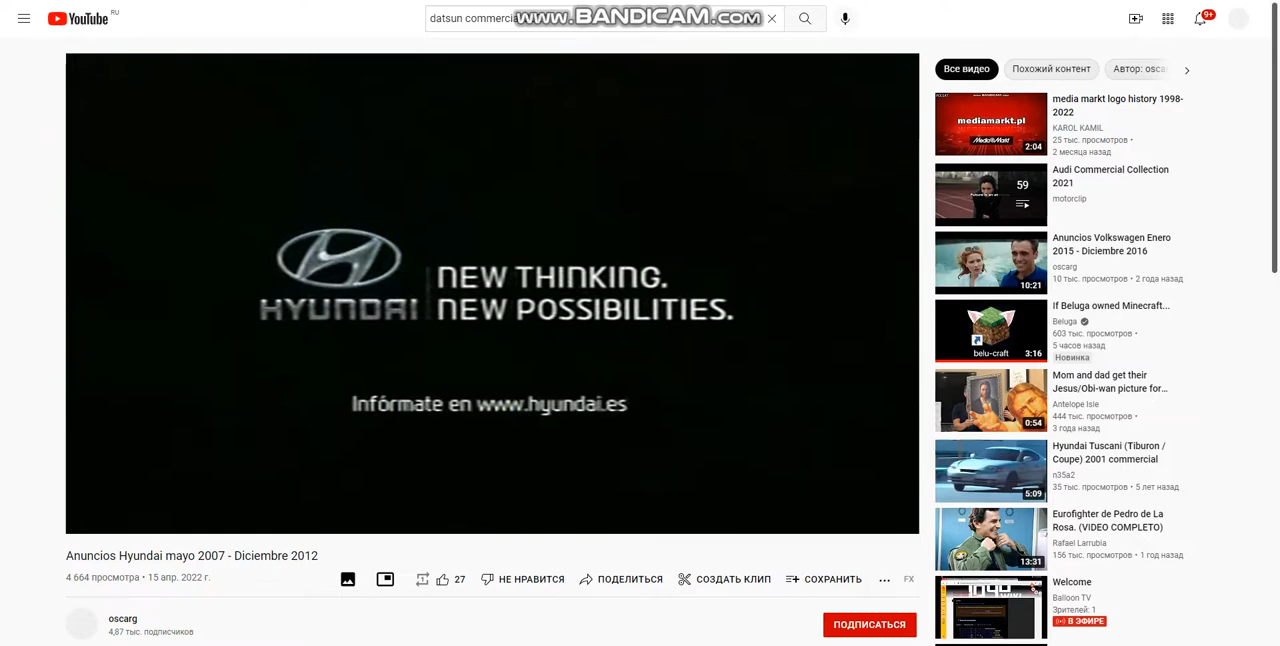 YouTube RU
datsun commercia
www.BANDICAM.com
9+
HYUNDAI
NEW THINKING.
NEW POSSIBILITIES.
Infórmate en www.hyundai.es
Anuncios Hyundai mayo 2007 - Diciembre 2012
4 664 просмотра • 15 апр. 2022 г.
27 НЕ НРАВИТСЯ ПОДЕЛИТЬСЯ СОЗДАТЬ КЛИП СОХРАНИТЬ ... FX
oscarg
4,87 тыс. подписчиков
ПОДПИСАТЬСЯ
Все видео Похожий контент Автор: osca
mediamarkt.pl
Media Markt
2:04
media markt logo history 1998-
2022
KAROL KAMIL
25 тыс. просмотров •
2 месяца назад
59
Audi Commercial Collection
2021
motorclip
10:21
Anuncios Volkswagen Enero
2015 - Diciembre 2016
oscarg
10 тыс. просмотров • 2 года назад
belu-craft
3:16
If Beluga owned Minecraft...
Beluga
603 тыс. просмотров •
5 часов назад
Новинка
0:54
Mom and dad get their
Jesus/Obi-wan picture for...
Antelope Isle
444 тыс. просмотров •
3 года назад
5:09
Hyundai Tuscani (Tiburon /
Coupe) 2001 commercial
n35a2
35 тыс. просмотров • 5 лет назад
13:31
Eurofighter de Pedro de La
Rosa. (VIDEO COMPLETO)
Rafael Larrubia
156 тыс. просмотров • 1 год назад
Welcome
Balloon TV
Зрителей: 1
В ЭФИРЕ